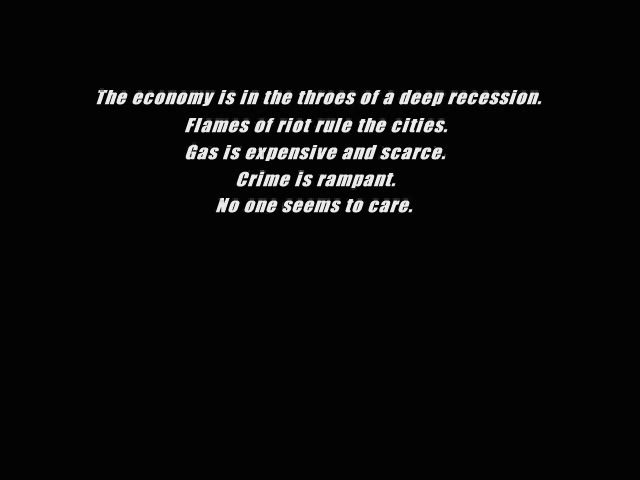 The economy is in the throes of a deep recession.
Flames of riot rule the cities.
Gas is expensive and scarce.
Crime is rampant.
No one seems to care.